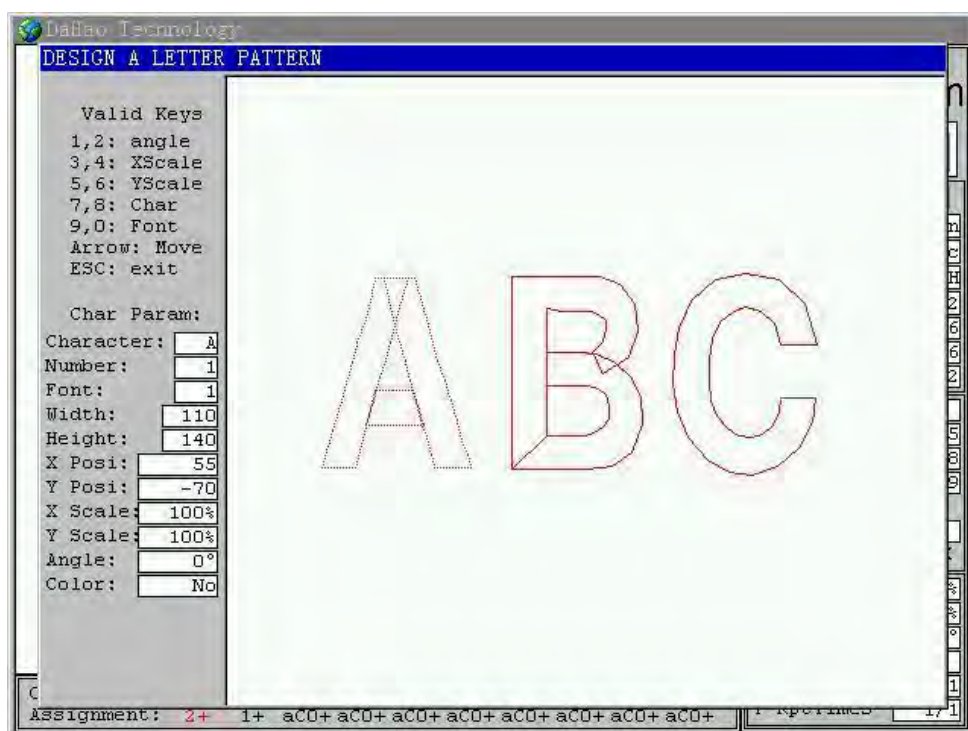 DaHao Technology
DESIGN A LETTER PATTERN
Valid Keys
1,2: angle
3,4: XScale
5,6: YScale
7,8: Char
9,0: Font
Arrow: Move
ESC: exit
Char Param:
Character: A
Number: 1
Font: 1
Width: 110
Height: 140
X Posi: 55
Y Posi: -70
X Scale: 100%
Y Scale: 100%
Angle: 0°
Color: No
ABC
Assignment: 2+ 1+ aC0+ aC0+ aC0+ aC0+ aC0+ aC0+ aC0+ aC0+